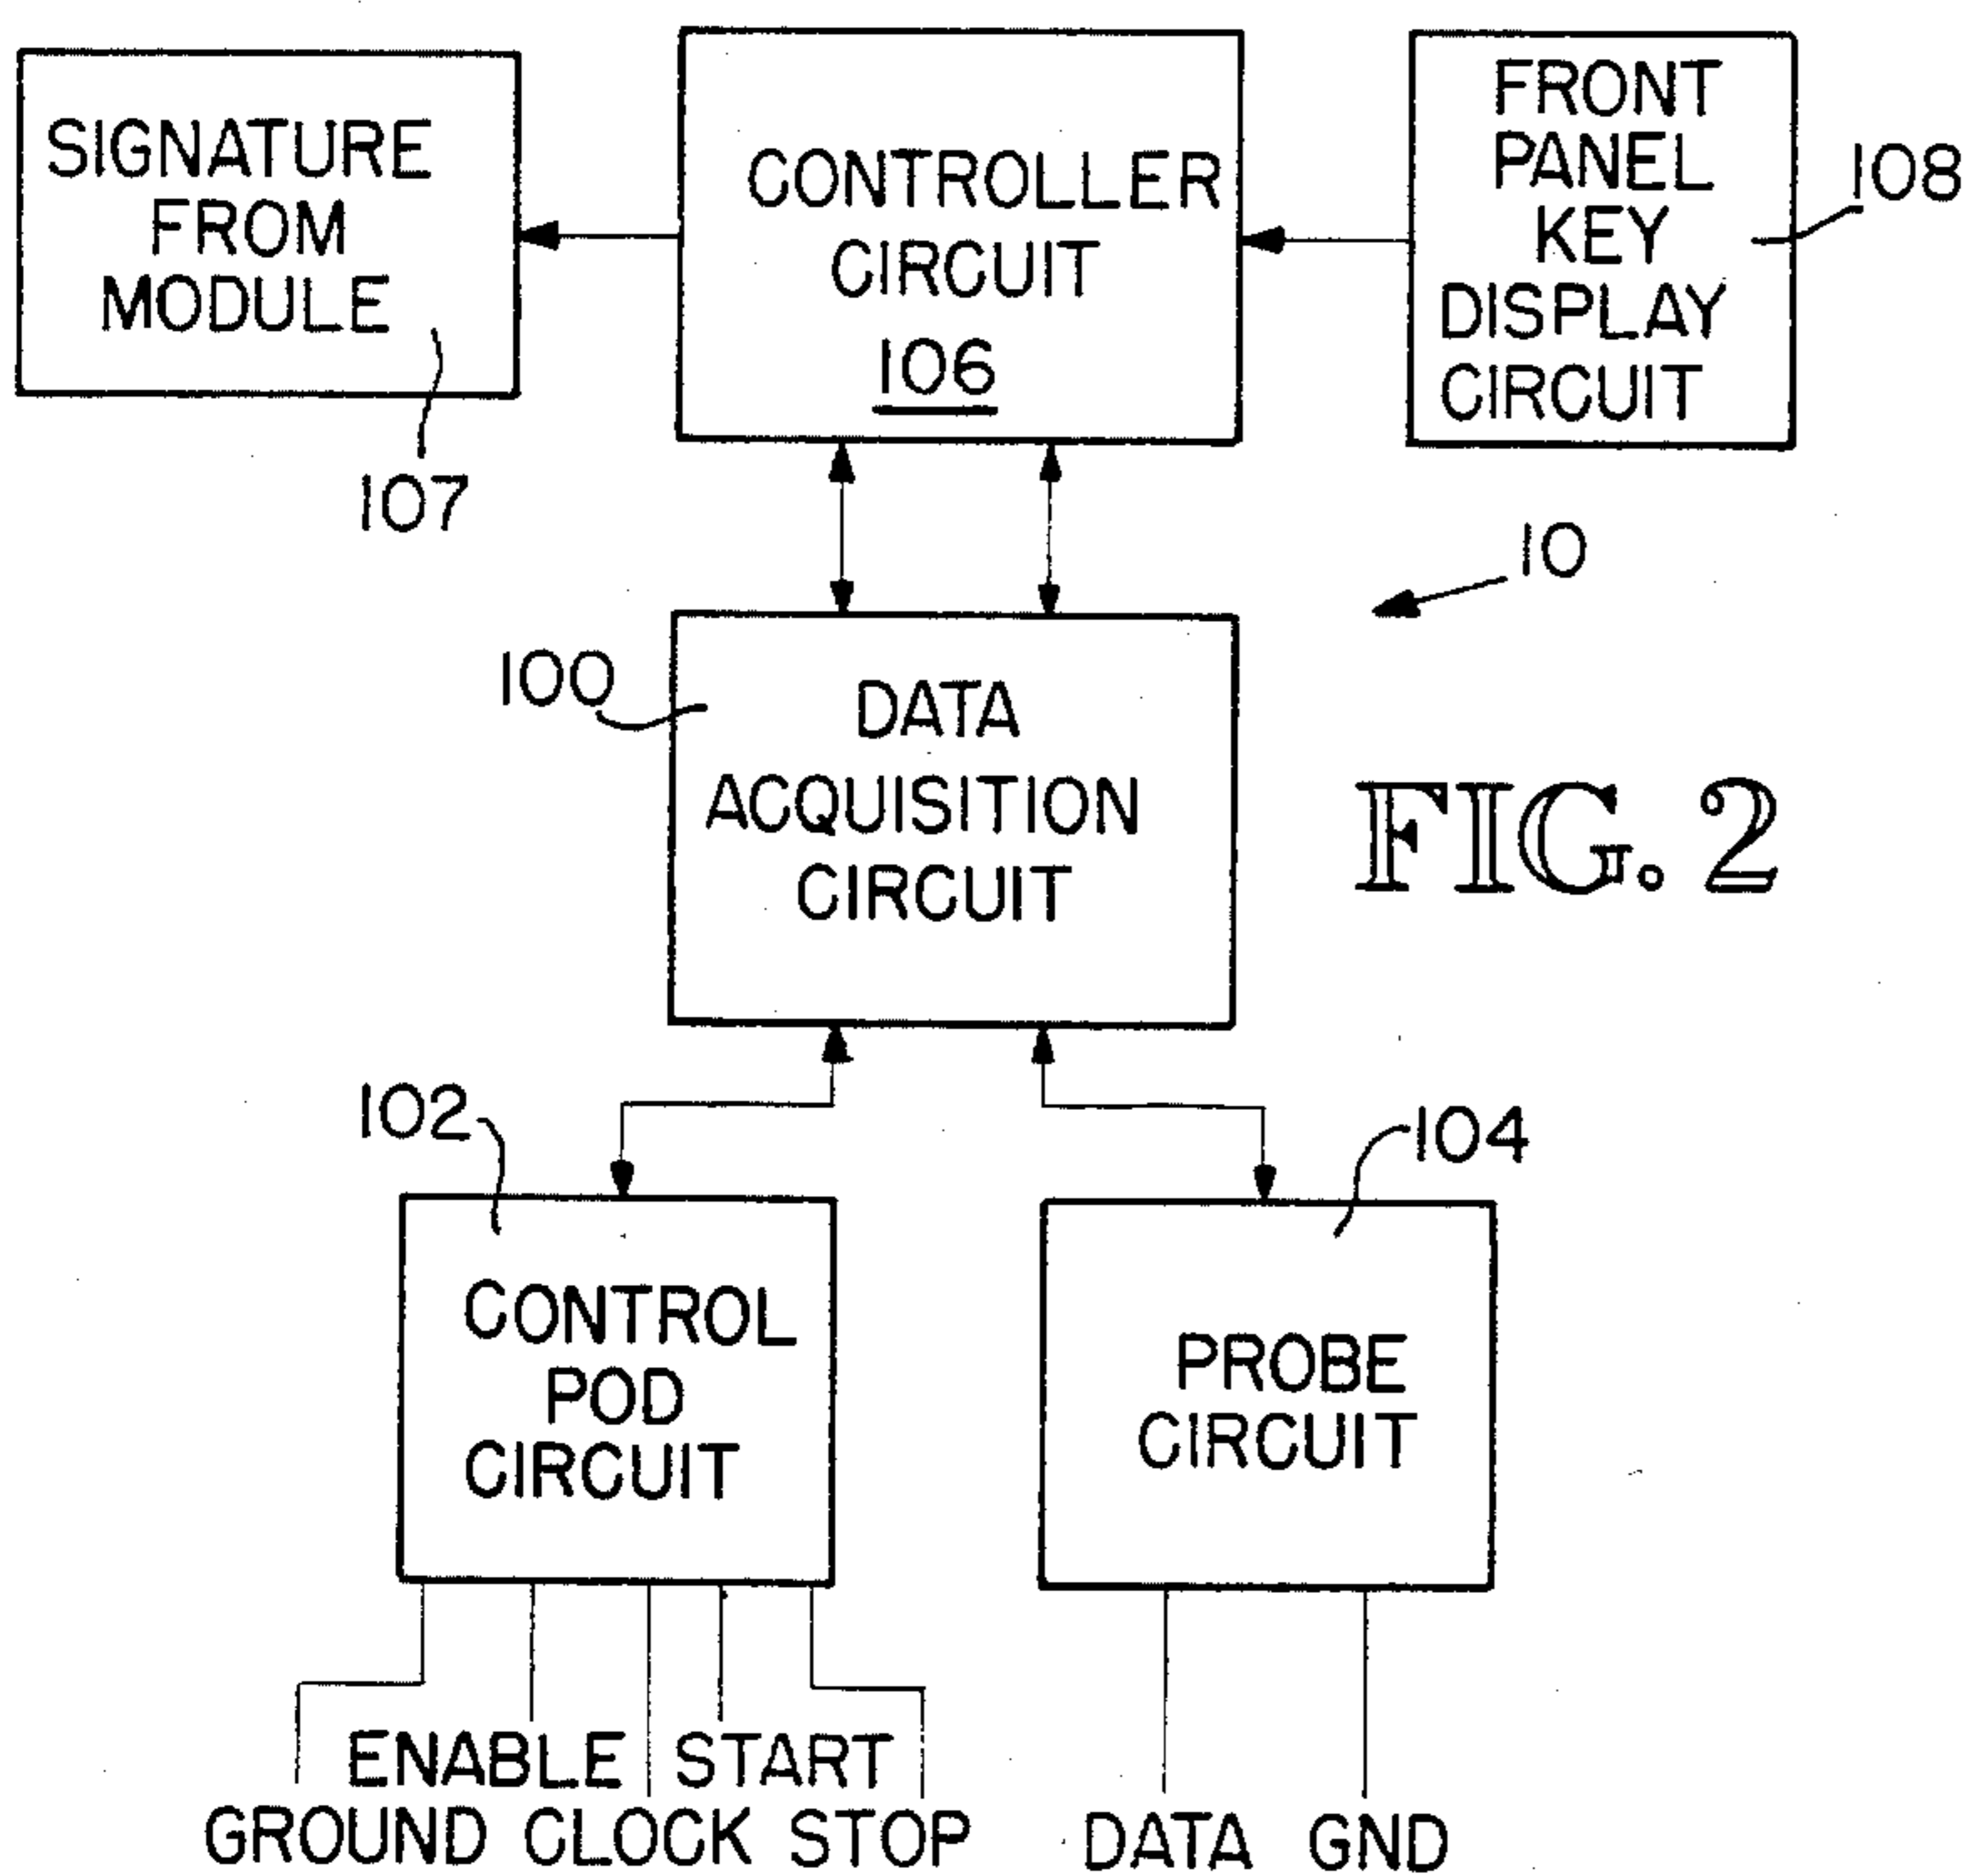 SIGNATURE
FROM
MODULE
107
CONTROLLER
CIRCUIT
106
FRONT
PANEL
KEY
DISPLAY
CIRCUIT
108
10
100
DATA
ACQUISITION
CIRCUIT
FIG. 2
102
CONTROL
POD
CIRCUIT
104
PROBE
CIRCUIT
ENABLE START
GROUND CLOCK STOP
DATA GND